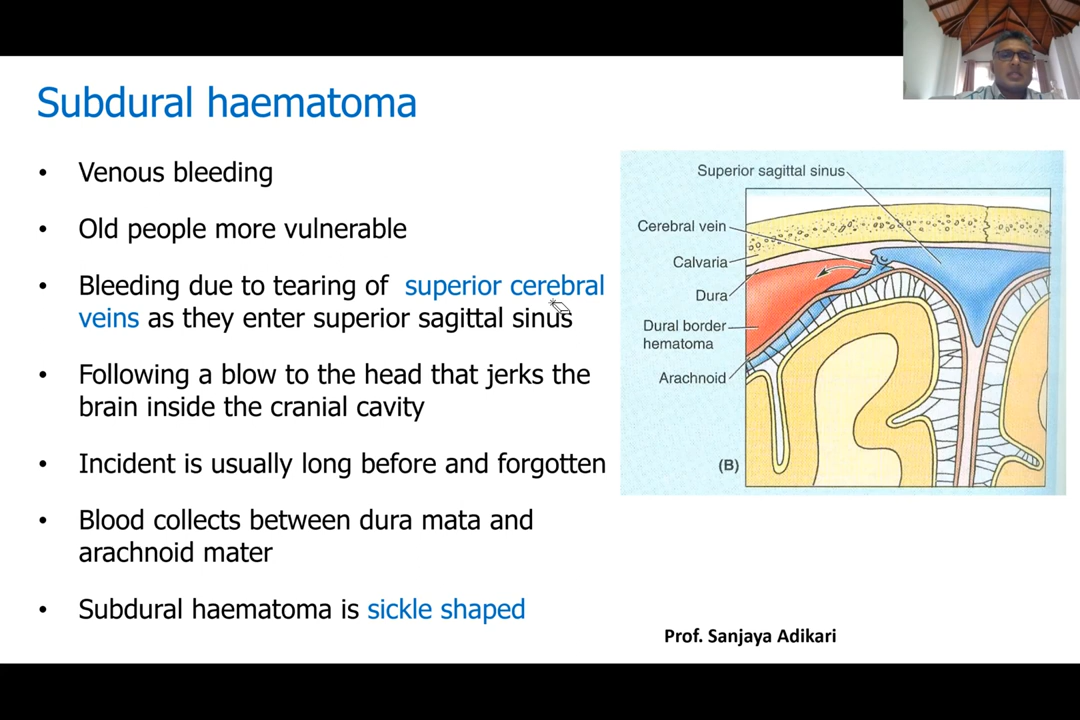 Subdural haematoma
• Venous bleeding
• Old people more vulnerable
• Bleeding due to tearing of superior cerebral
veins as they enter superior sagittal sinus
• Following a blow to the head that jerks the
brain inside the cranial cavity
• Incident is usually long before and forgotten
• Blood collects between dura mata and
arachnoid mater
• Subdural haematoma is sickle shaped
Superior sagittal sinus
Cerebral vein
Calvaria
Dura
Dural border
hematoma
Arachnoid
(B)
Prof. Sanjaya Adikari